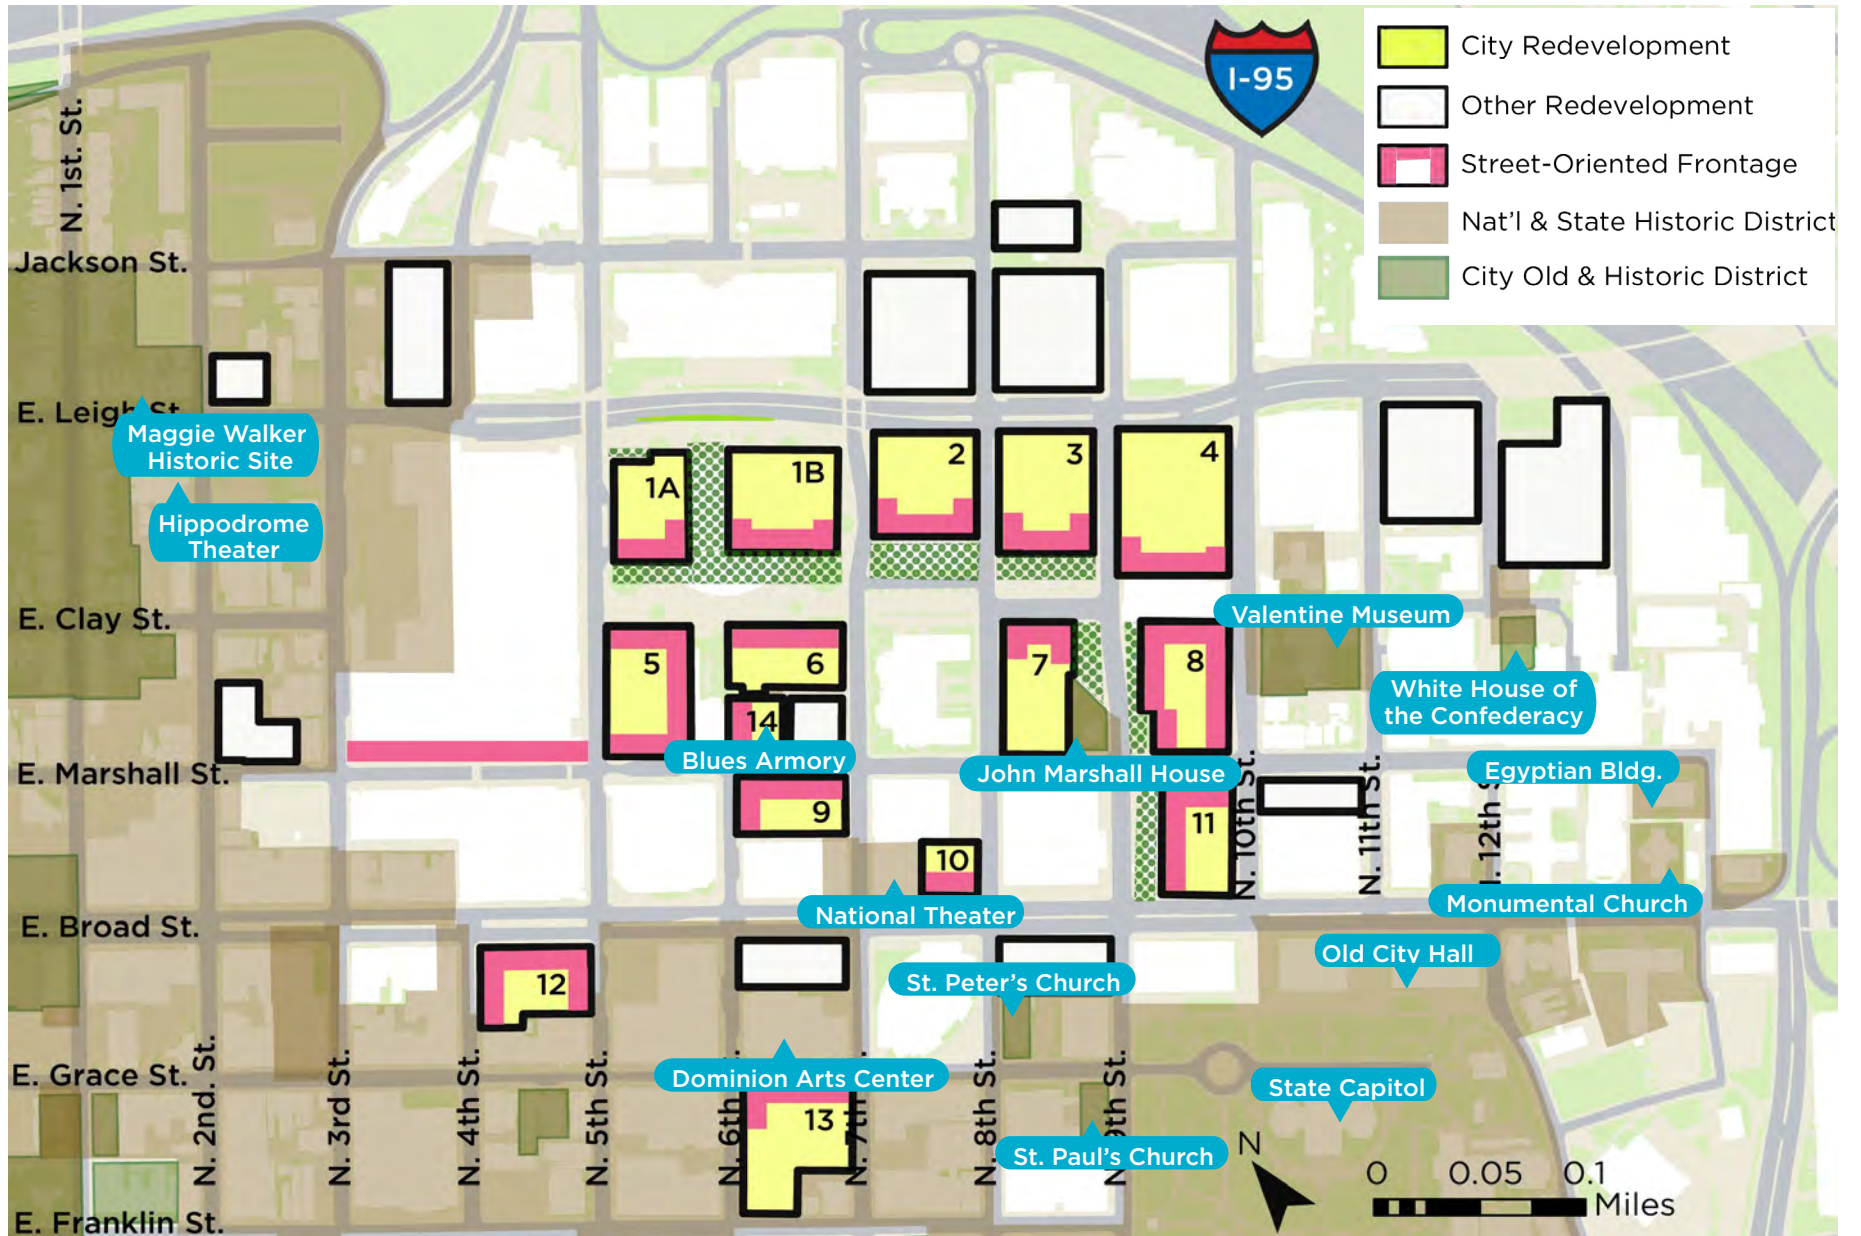 I-95
City Redevelopment
Other Redevelopment
Street-Oriented Frontage
Nat'l & State Historic District
City Old & Historic District
N. 1st. St.
Jackson St.
E. Leigh St.
Maggie Walker
Historic Site
Hippodrome
Theater
1A
1B
2
3
4
E. Clay St.
5
6
7
8
14
Valentine Museum
White House of
the Confederacy
Blues Armory
John Marshall House
E. Marshall St.
Egyptian Bldg.
9
10
11
N. 10th St.
N. 11th St.
N. 12th S
National Theater
Monumental Church
E. Broad St.
12
St. Peter's Church
Old City Hall
E. Grace St.
N. 2nd. St.
N. 3rd St.
N. 4th St.
N. 5th St.
N. 6th
N. 7th
N. 8th St.
N. 9th St.
Dominion Arts Center
13
State Capitol
St. Paul's Church
E. Franklin St.
N
0 0.05 0.1
Miles